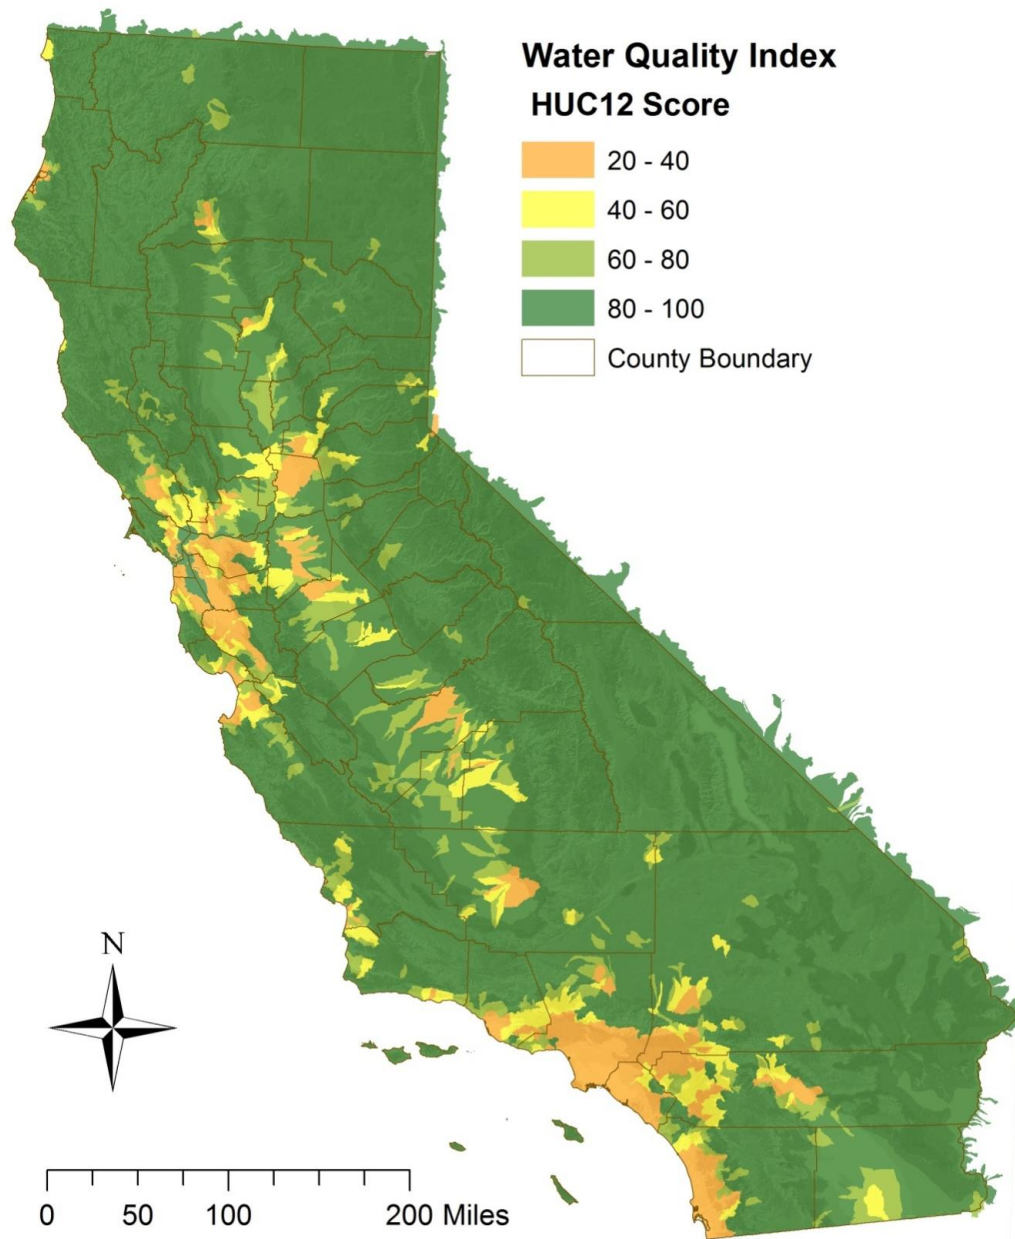 Water Quality Index
HUC12 Score
20 - 40
40 - 60
60 - 80
80 - 100
County Boundary
N
0 50 100 200 Miles